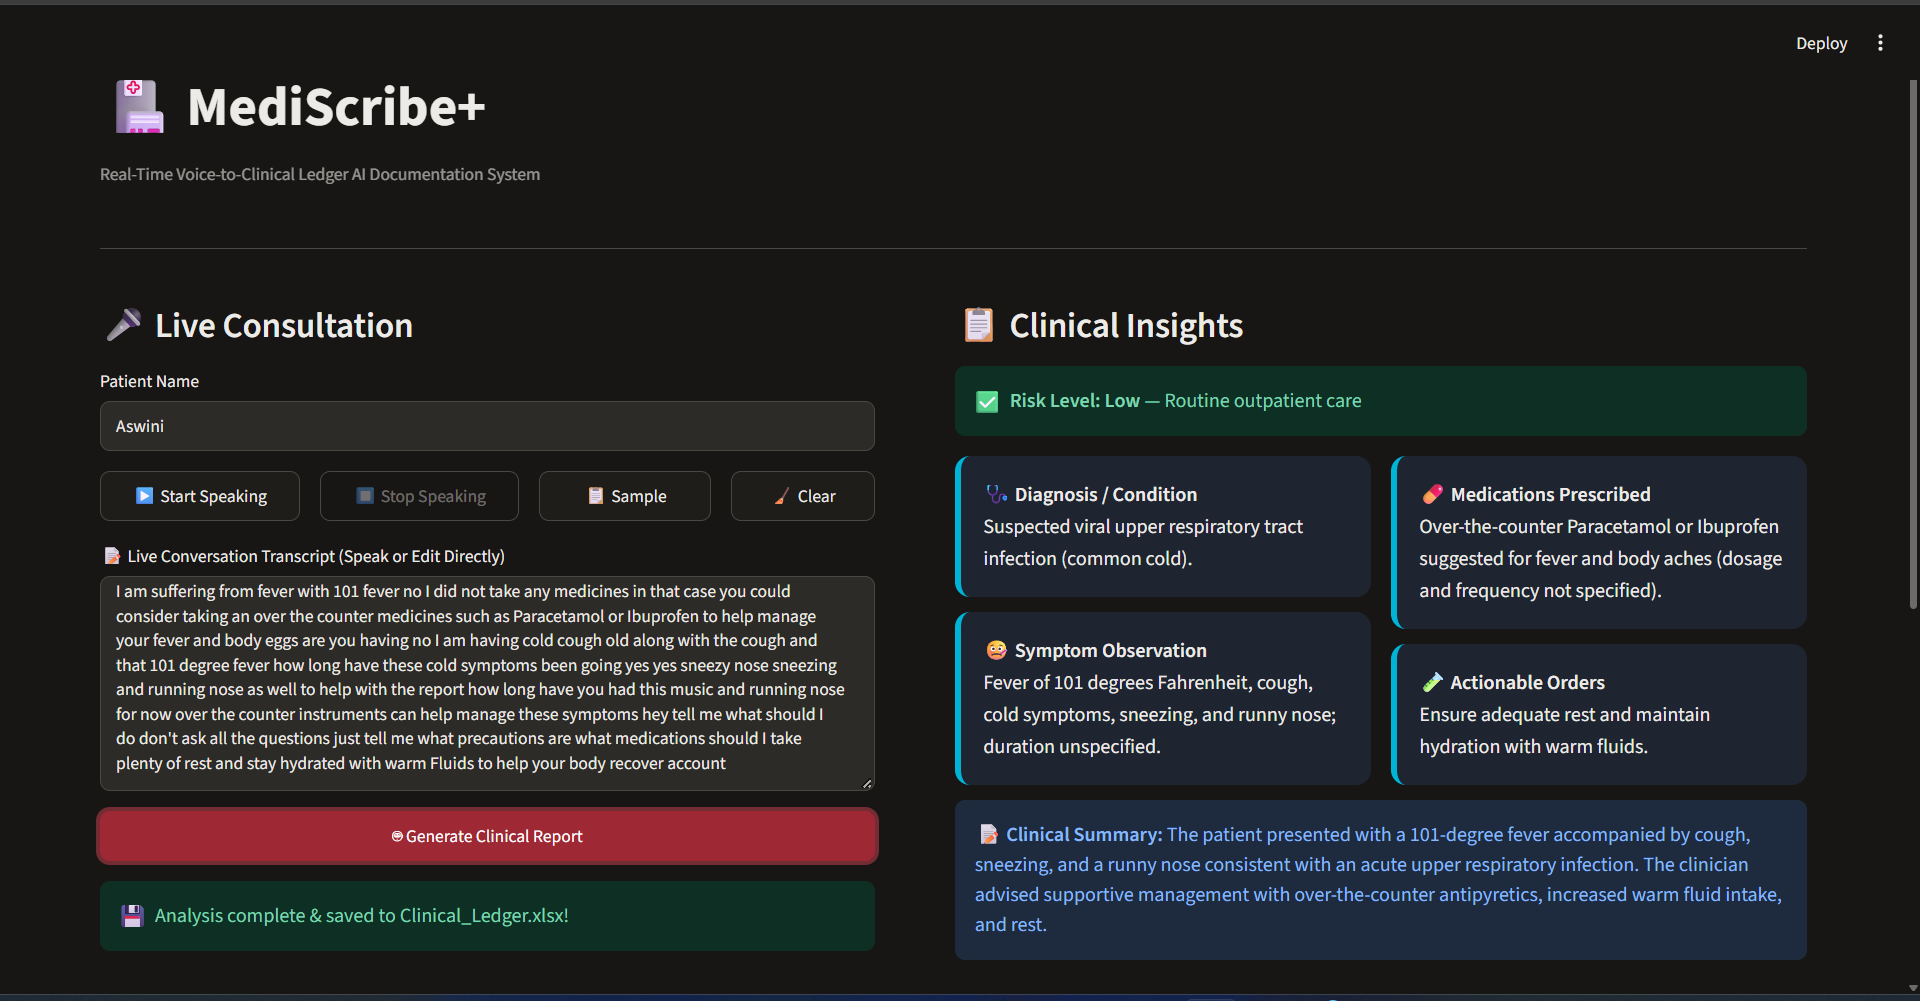 Deploy
MediScribe+
Real-Time Voice-to-Clinical Ledger AI Documentation System
Live Consultation
Patient Name
Aswini
Start Speaking
Stop Speaking
Sample
Clear
Live Conversation Transcript (Speak or Edit Directly)
I am suffering from fever with 101 fever no I did not take any medicines in that case you could
consider taking an over the counter medicines such as Paracetamol or Ibuprofen to help manage
your fever and body eggs are you having no I am having cold cough old along with the cough and
that 101 degree fever how long have these cold symptoms been going yes yes sneezy nose sneezing
and running nose as well to help with the report how long have you had this music and running nose
for now over the counter instruments can help manage these symptoms hey tell me what should I
do don't ask all the questions just tell me what precautions are what medications should I take
plenty of rest and stay hydrated with warm Fluids to help your body recover account
Generate Clinical Report
Analysis complete & saved to Clinical_Ledger.xlsx!
Clinical Insights
Risk Level: Low — Routine outpatient care
Diagnosis / Condition
Suspected viral upper respiratory tract
infection (common cold).
Symptom Observation
Fever of 101 degrees Fahrenheit, cough,
cold symptoms, sneezing, and runny nose;
duration unspecified.
Medications Prescribed
Over-the-counter Paracetamol or Ibuprofen
suggested for fever and body aches (dosage
and frequency not specified).
Actionable Orders
Ensure adequate rest and maintain
hydration with warm fluids.
Clinical Summary: The patient presented with a 101-degree fever accompanied by cough,
sneezing, and a runny nose consistent with an acute upper respiratory infection. The clinician
advised supportive management with over-the-counter antipyretics, increased warm fluid intake,
and rest.